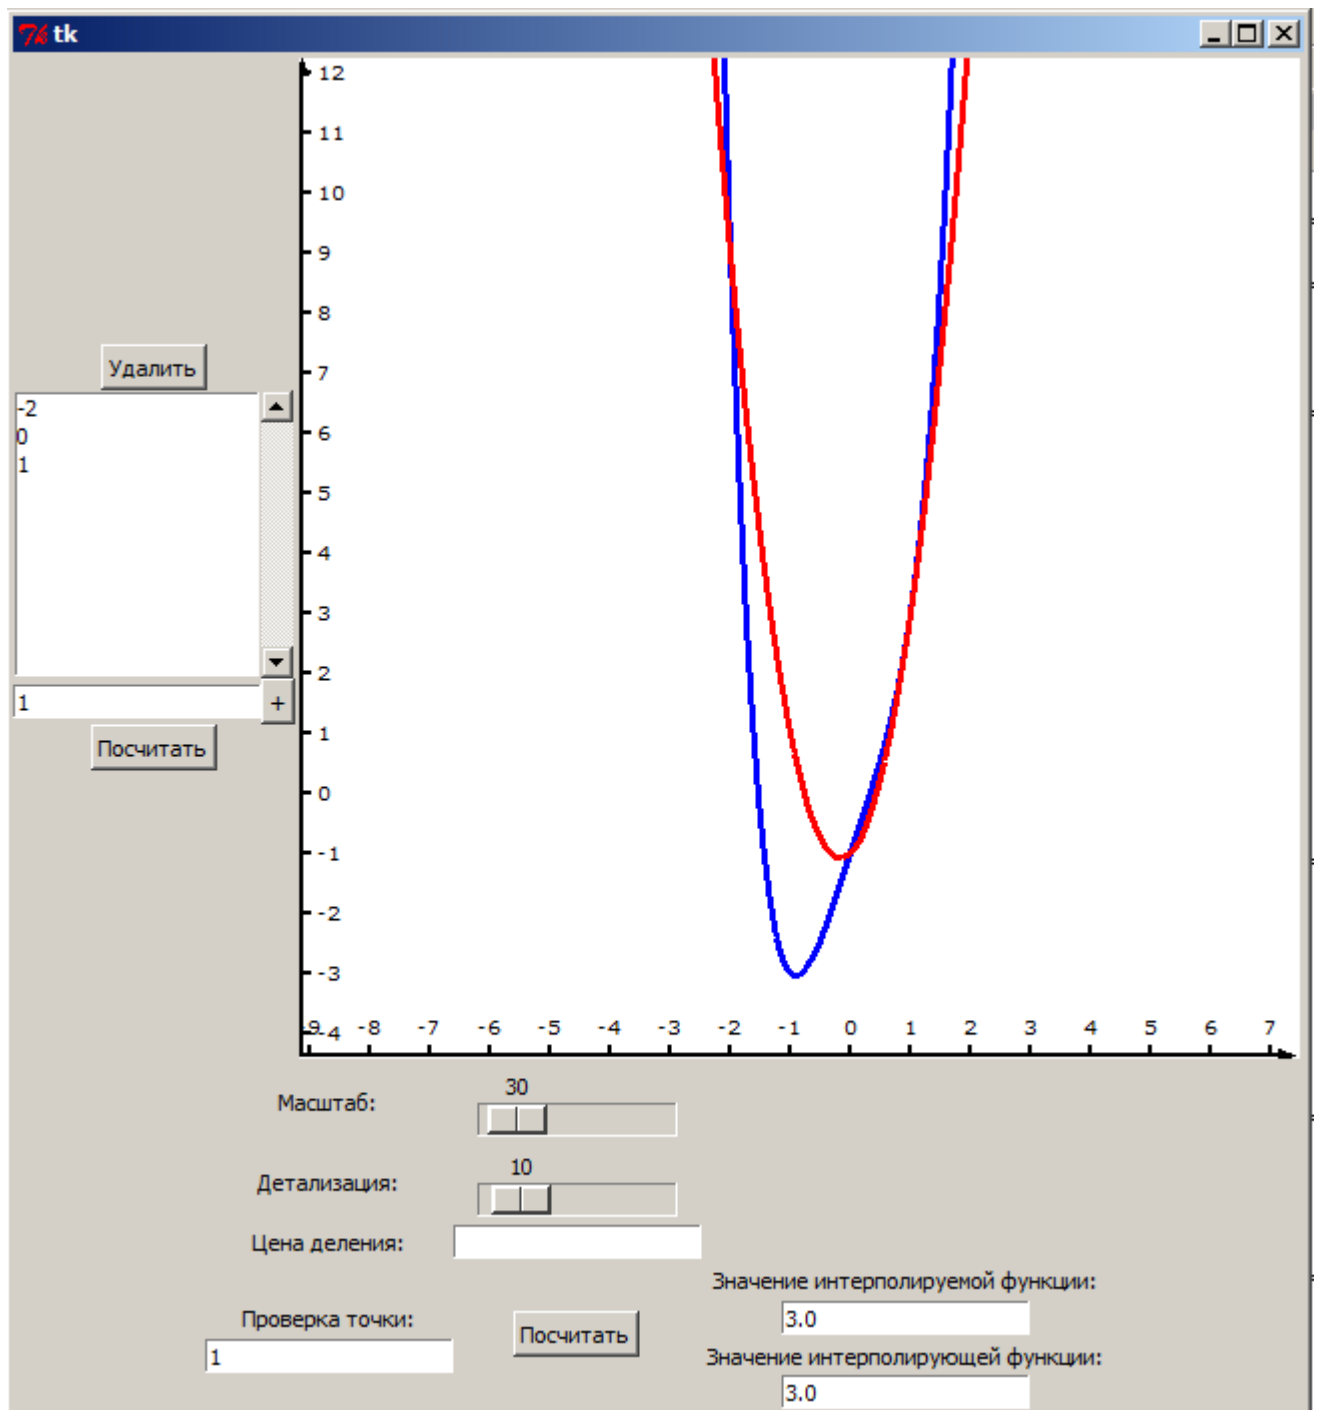 tk
12
11
10
9
8
7
6
5
4
3
2
1
0
-1
-2
-3
-4
Удалить
-2
0
1
1
+
Посчитать
-9 -8 -7 -6 -5 -4 -3 -2 -1 0 1 2 3 4 5 6 7
Масштаб:
30
Детализация:
10
Цена деления:
Проверка точки:
1
Посчитать
Значение интерполируемой функции:
3.0
Значение интерполирующей функции:
3.0